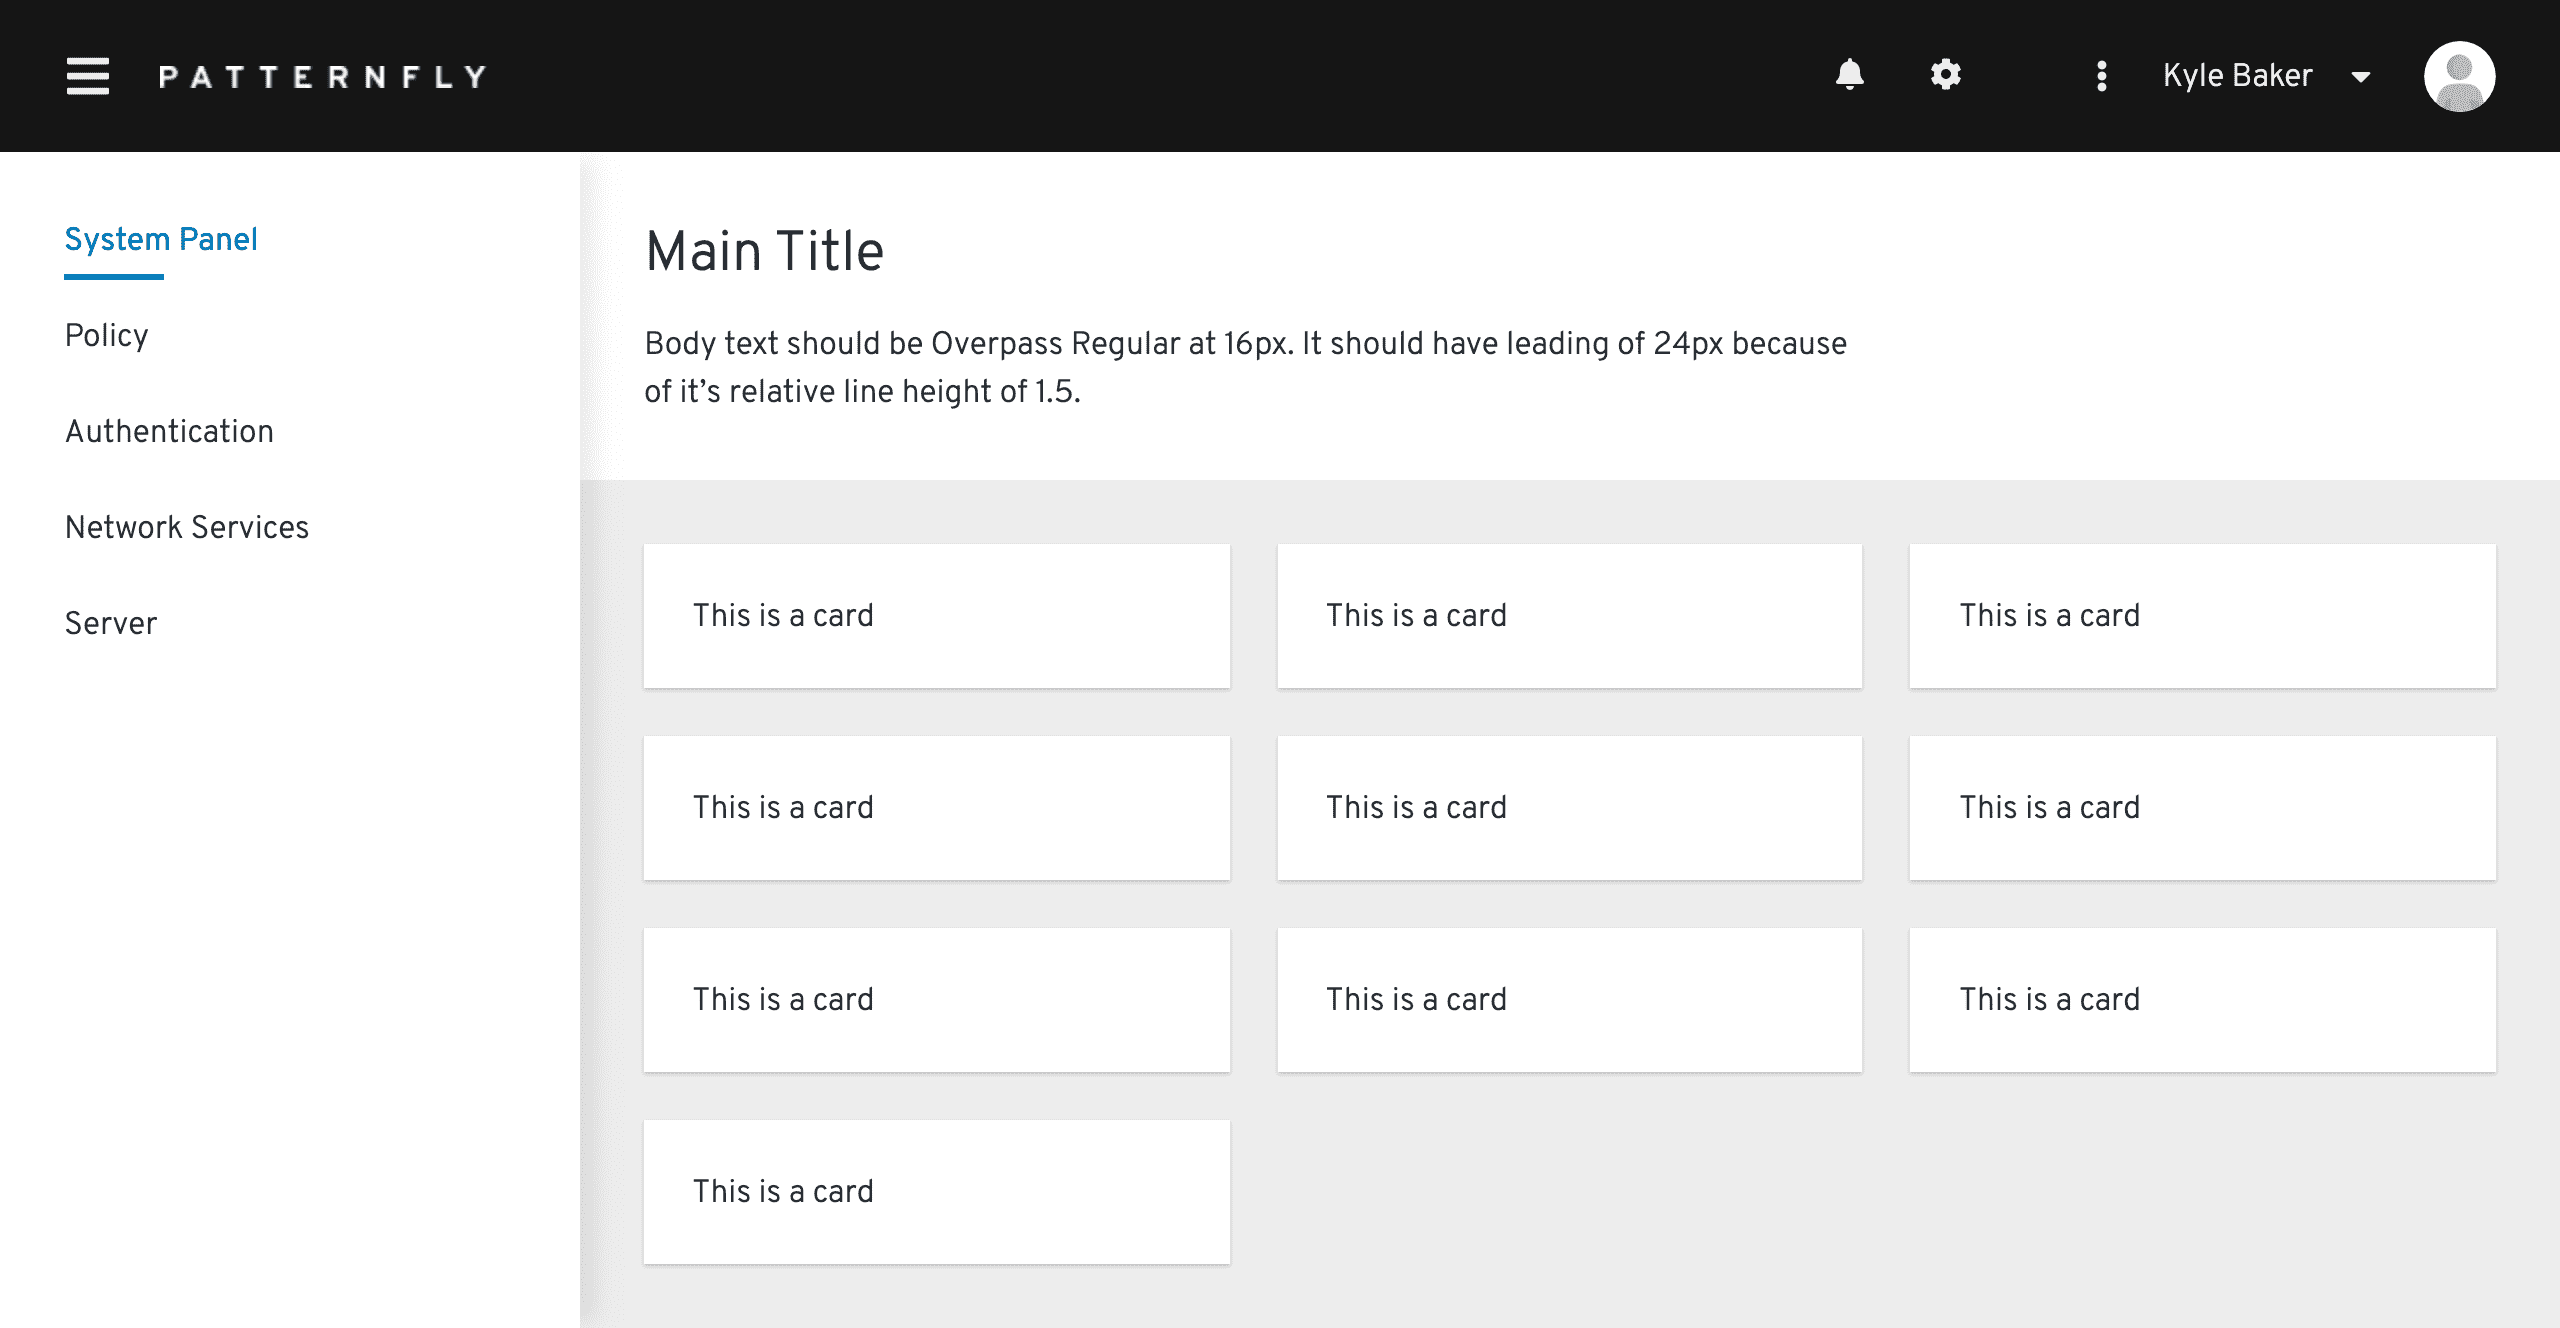 PATTERNFLY
Kyle Baker
System Panel
Policy
Authentication
Network Services
Server
Main Title
Body text should be Overpass Regular at 16px. It should have leading of 24px because
of it’s relative line height of 1.5.
This is a card
This is a card
This is a card
This is a card
This is a card
This is a card
This is a card
This is a card
This is a card
This is a card